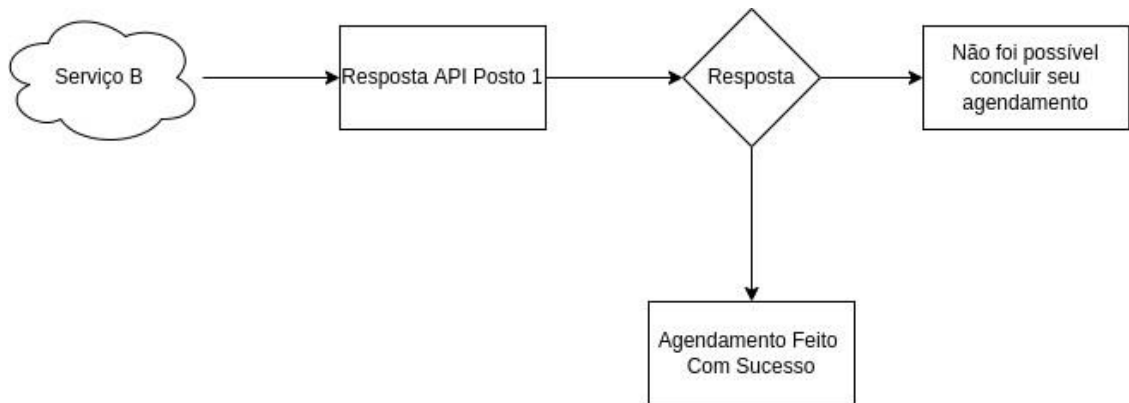 Serviço B
Resposta API Posto 1
Resposta
Não foi possível
concluir seu
agendamento
Agendamento Feito
Com Sucesso